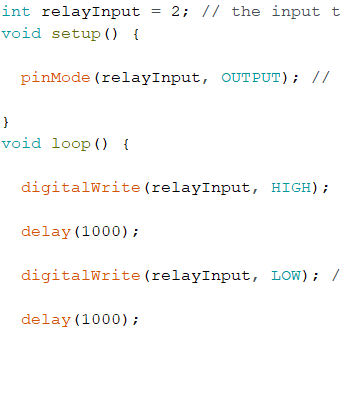 int relayInput = 2; // the input t
void setup() {
pinMode(relayInput, OUTPUT); //
}
void loop() {
digitalWrite(relayInput, HIGH);
delay(1000);
digitalWrite(relayInput, LOW); /
delay(1000);